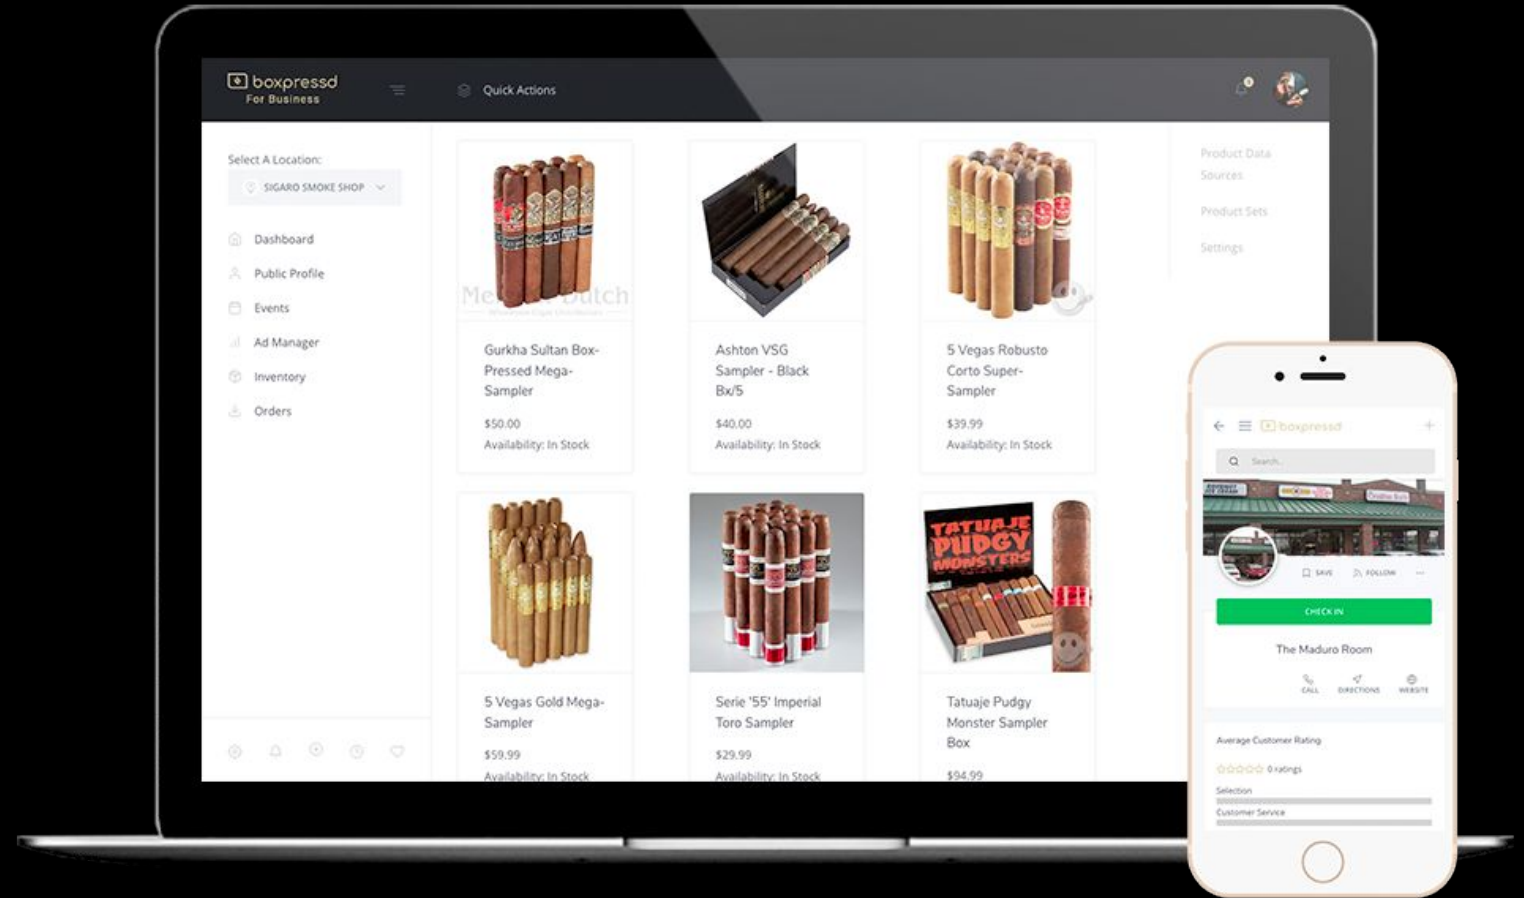 boxpressd
For Business
Quick Actions
Select A Location:
SIGARO SMOKE SHOP
Dashboard
Public Profile
Events
Ad Manager
Inventory
Orders
Gurkha Sultan Box-
Pressed Mega-
Sampler
$50.00
Availability: In Stock
Ashton VSG
Sampler - Black
Bx/5
$40.00
Availability: In Stock
5 Vegas Robusto
Corto Super-
Sampler
$39.99
Availability: In Stock
5 Vegas Gold Mega-
Sampler
$59.99
Availability: In Stock
Serie '55' Imperial
Toro Sampler
$29.99
Availability: In Stock
TATUAJE
PUDGY
MONSTERS
Tatuaje Pudgy
Monster Sampler
Box
$94.99
Product Data
Sources
Product Sets
Settings
boxpressd
Search..
SAVE
FOLLOW
CHECK IN
The Maduro Room
CALL
DIRECTIONS
WEBSITE
Average Customer Rating
0 ratings
Selection
Customer Service